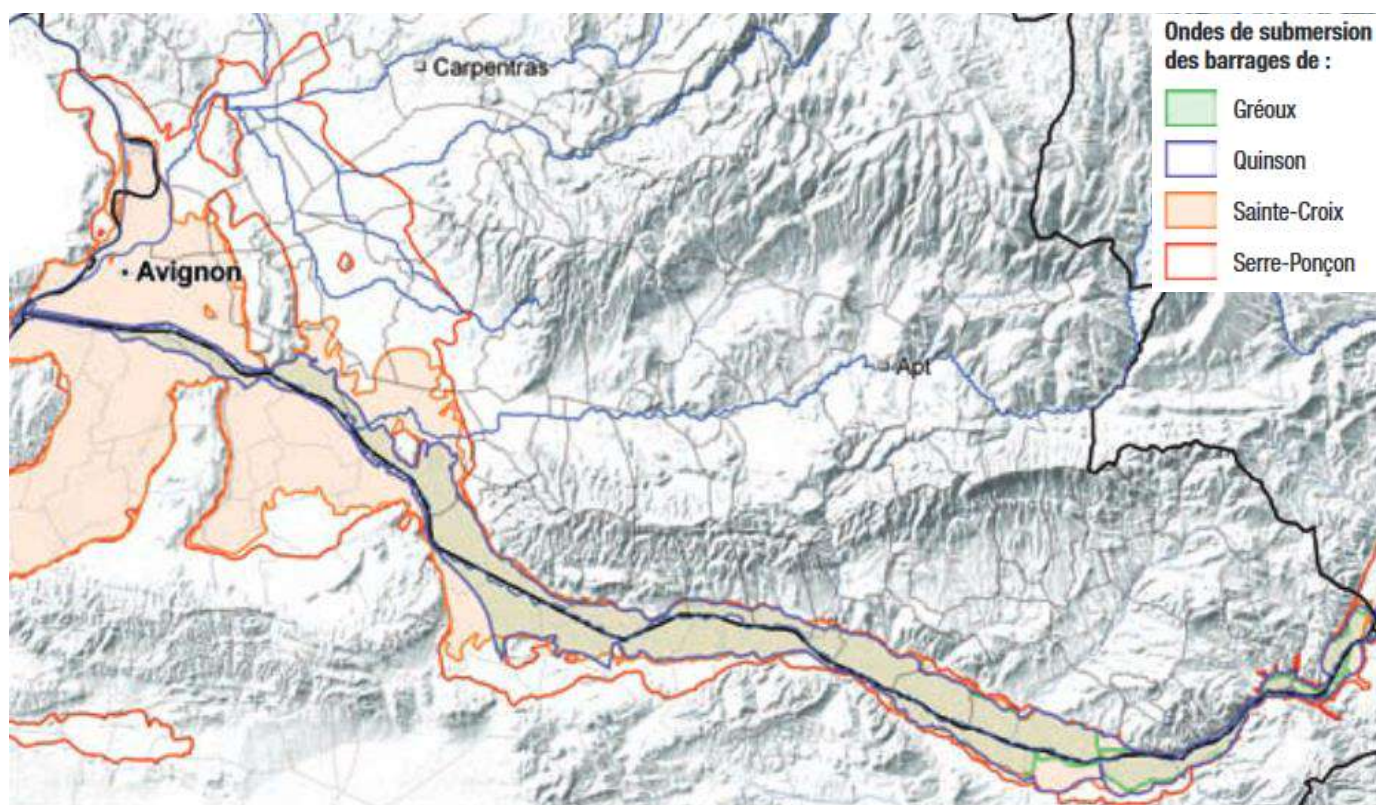 Ondes de submersion
des barrages de :
Gréoux
Quinson
Sainte-Croix
Serre-Ponçon
Carpentras
Avignon
Apt